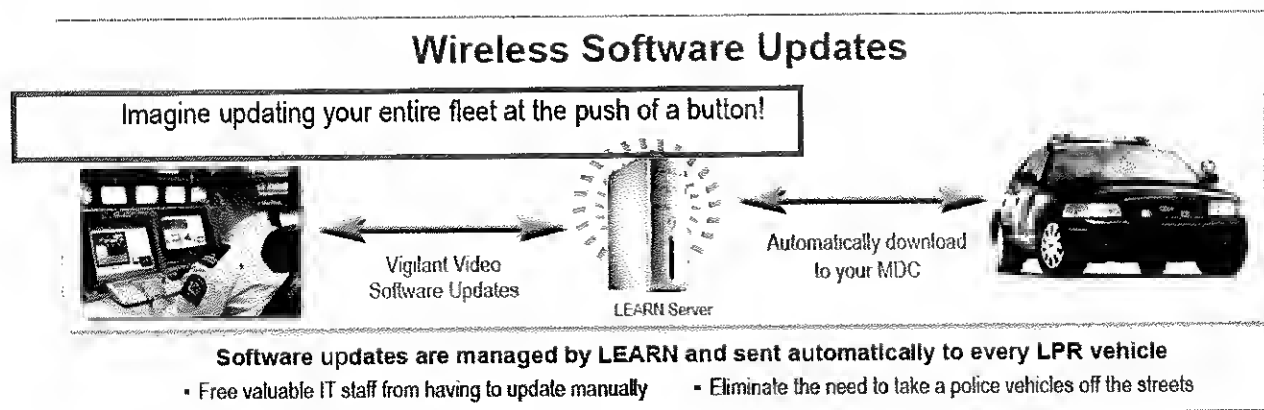 Wireless Software Updates
Imagine updating your entire fleet at the push of a button!
Vigilant Video
Software Updates
LEARN Server
Automatically download
to your MDC
Software updates are managed by LEARN and sent automatically to every LPR vehicle
▪ Free valuable IT staff from having to update manually ▪ Eliminate the need to take a police vehicles off the streets